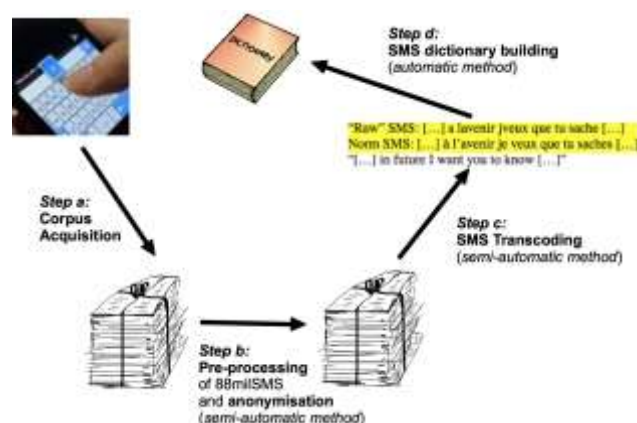 Step d:
SMS dictionary building
(automatic method)
DICTIONARY
"Raw" SMS: […] a lavenir jveux que tu sache […]
Norm SMS: […] à l'avenir je veux que tu saches […]
"[…] in future I want you to know […]"
Step a:
Corpus
Acquisition
Step c:
SMS Transcoding
(semi-automatic method)
Step b:
Pre-processing
of 88milSMS
and anonymisation
(semi-automatic method)